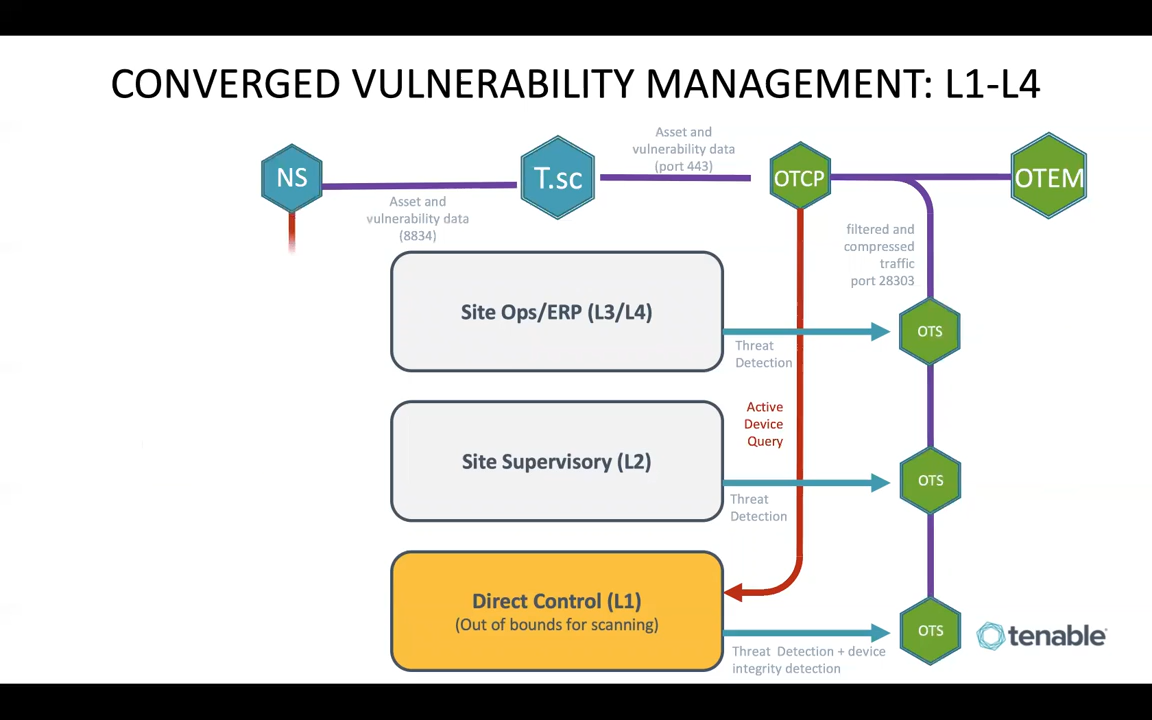 CONVERGED VULNERABILITY MANAGEMENT: L1-L4
NS
Asset and
vulnerability data
(8834)
T.sc
Asset and
vulnerability data
(port 443)
OTCP
OTEM
filtered and
compressed
traffic
port 28303
Site Ops/ERP (L3/L4)
Threat
Detection
OTS
Active
Device
Query
Site Supervisory (L2)
Threat
Detection
OTS
Direct Control (L1)
(Out of bounds for scanning)
Threat Detection + device
integrity detection
OTS
tenable